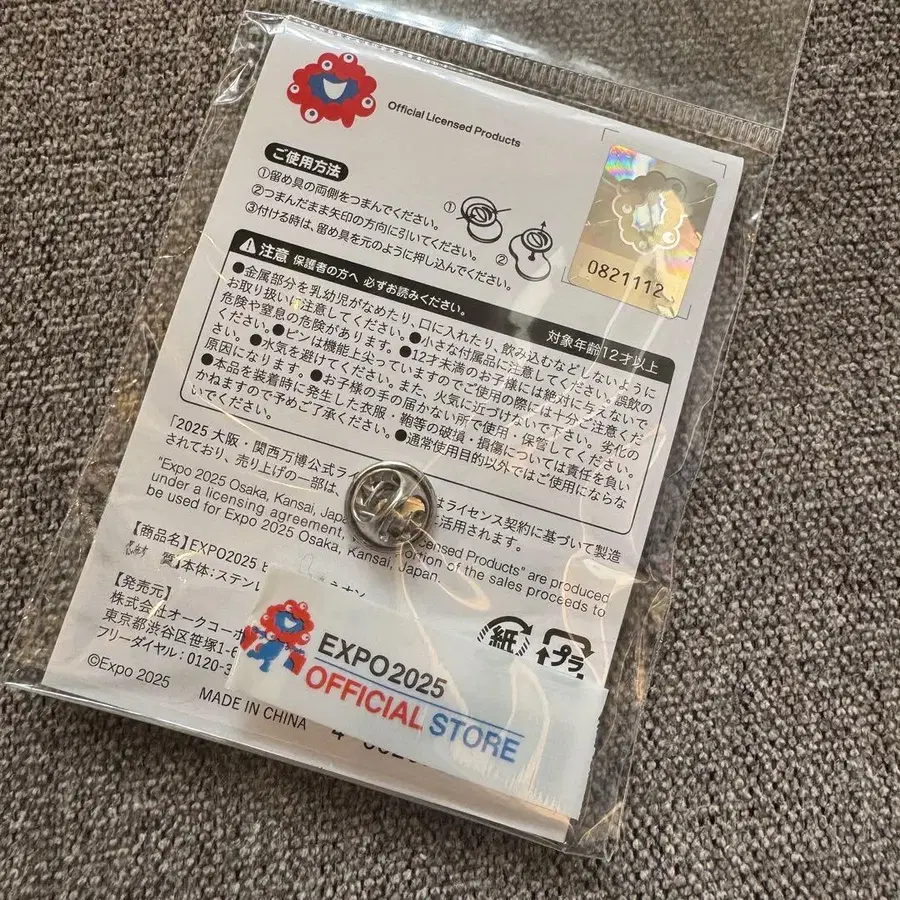 Official Licensed Products
ご使用方法
①留め具の両側をつまんでください。
②つまんだまま矢印の方向に引いてください。
③付ける時は、留め具を元のように押し込んでください。
①
②
0821112
注意 保護者の方へ 必ずお読みください。 対象年齢12才以上
●金属部分を乳幼児がなめたり、口に入れたり、飲み込むなどしないように
お取り扱いに注意してください。●小さな付属品に注意してください。誤飲の
危険や窒息の危険があります。●12才未満のお子様には絶対に与えないで
ください。●ピンは機能上尖っていますのでご使用の際には十分ご注意くだ
さい。●水気を避けてください。また、火気に近づけないで下さい。劣化の
原因になります。●お子様の手の届かない所で使用・保管してください。
●本品を装着時に発生した衣服・鞄等の破損・損傷については責任を負い
かねますので予めご了承ください。●通常使用目的以外ではご使用にならな
いでください。
「2025 大阪・関西万博公式ラ はライセンス契約に基づいて製造
されており、売り上げの一部は、 に活用されます。
"Expo 2025 Osaka, Kansai, Japan Licensed Products" are produced
under a licensing agreement, portion of the sales proceeds to
be used for Expo 2025 Osaka, Kansai, Japan.
【商品名】EXPO2025
質】本体:ステンレ
【発売元】
株式会社オークコーポ
東京都渋谷区笹塚1-6
フリーダイヤル:0120-3
©Expo 2025
MADE IN CHINA
紙
プラ
EXPO2025
OFFICIAL STORE